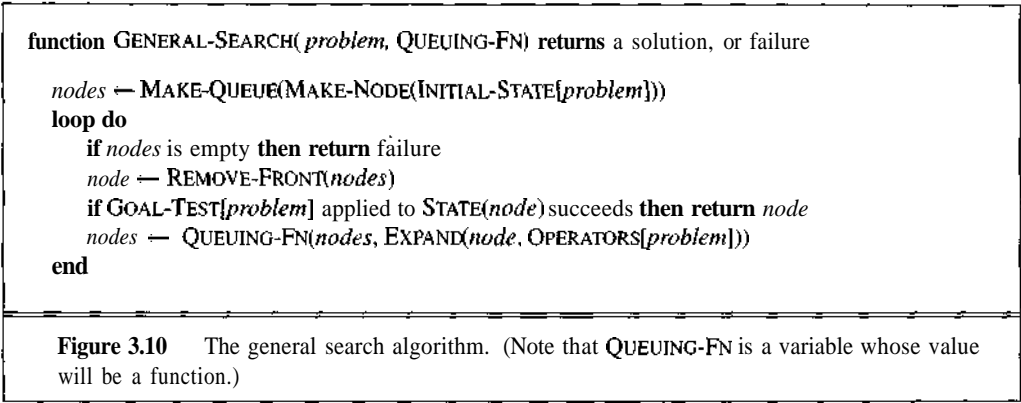 function GENERAL-SEARCH( problem, QUEUING-FN) returns a solution, or failure
nodes ← MAKE-QUEUE(MAKE-NODE(INITIAL-STATE[problem]))
loop do
if nodes is empty then return failure
node ← REMOVE-FRONT(nodes)
if GOAL-TEST[problem] applied to STATE(node) succeeds then return node
nodes ← QUEUING-FN(nodes, EXPAND(node, OPERATORS[problem]))
end
Figure 3.10 The general search algorithm. (Note that QUEUING-FN is a variable whose value
will be a function.)